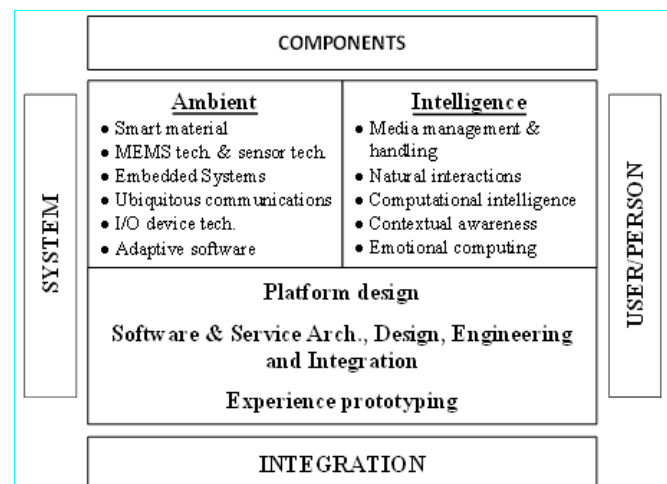 COMPONENTS
SYSTEM
Ambient
● Smart material
● MEMS tech. & sensor tech.
● Embedded Systems
● Ubiquitous communications
● I/O device tech.
● Adaptive software
Intelligence
● Media management &
handling
● Natural interactions
● Computational intelligence
● Contextual awareness
● Emotional computing
USER/PERSON
Platform design
Software & Service Arch., Design, Engineering
and Integration
Experience prototyping
INTEGRATION